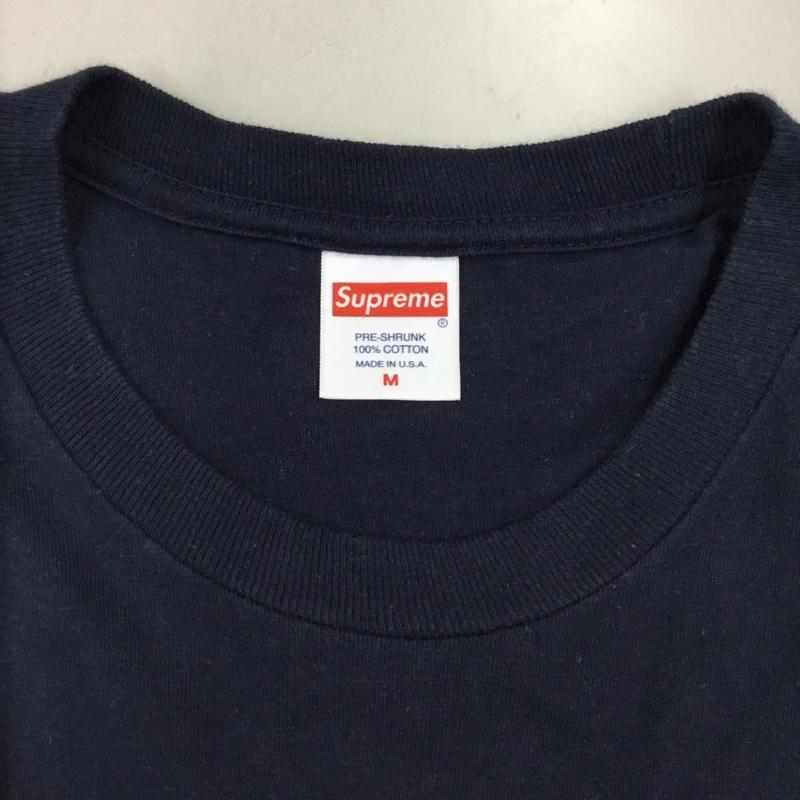 Supreme
®
PRE-SHRUNK
100% COTTON
MADE IN U.S.A.
M